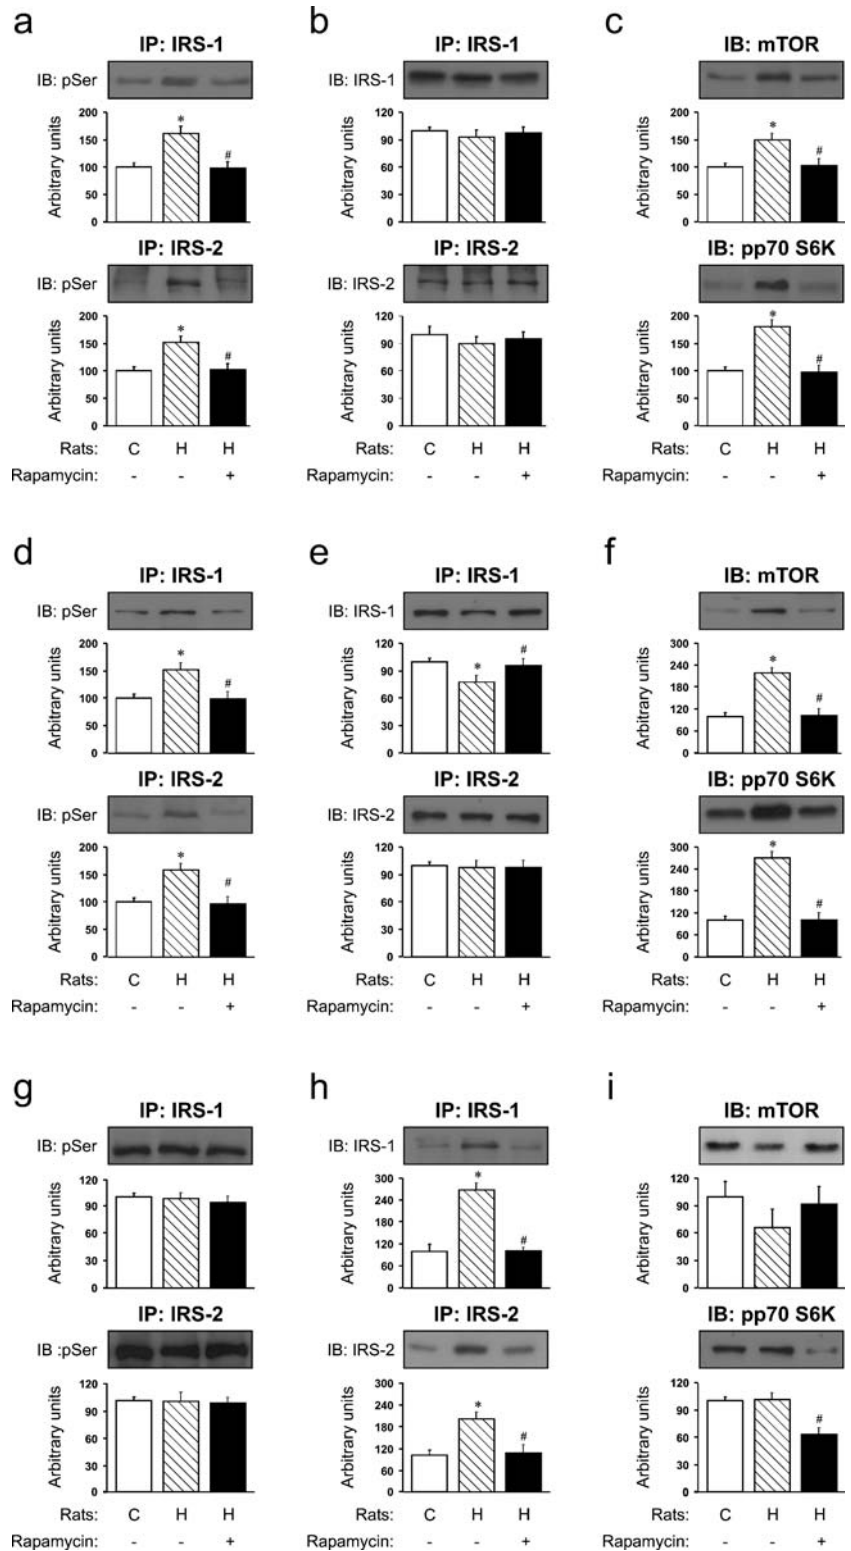 a
IP: IRS-1
IB: pSer
*
#
200
150
100
50
0
Arbitrary units
IP: IRS-2
IB: pSer
*
#
200
150
100
50
0
Arbitrary units
Rats: C H H
Rapamycin: - - +
b
IP: IRS-1
IB: IRS-1
120
90
60
30
0
Arbitrary units
IP: IRS-2
IB: IRS-2
120
90
60
30
0
Arbitrary units
Rats: C H H
Rapamycin: - - +
c
IB: mTOR
*
#
200
150
100
50
0
Arbitrary units
IB: pp70 S6K
*
#
200
150
100
50
0
Arbitrary units
Rats: C H H
Rapamycin: - - +
d
IP: IRS-1
IB: pSer
*
#
200
150
100
50
0
Arbitrary units
IP: IRS-2
IB: pSer
*
#
200
150
100
50
0
Arbitrary units
Rats: C H H
Rapamycin: - - +
e
IP: IRS-1
IB: IRS-1
*
#
120
90
60
30
0
Arbitrary units
IP: IRS-2
IB: IRS-2
120
90
60
30
0
Arbitrary units
Rats: C H H
Rapamycin: - - +
f
IB: mTOR
*
#
300
240
180
120
60
0
Arbitrary units
IB: pp70 S6K
*
#
300
240
180
120
60
0
Arbitrary units
Rats: C H H
Rapamycin: - - +
g
IP: IRS-1
IB: pSer
120
90
60
30
0
Arbitrary units
IP: IRS-2
IB :pSer
120
90
60
30
0
Arbitrary units
Rats: C H H
Rapamycin: - - +
h
IP: IRS-1
IB: IRS-1
*
#
300
240
180
120
60
0
Arbitrary units
IP: IRS-2
IB: IRS-2
*
#
300
240
180
120
60
0
Arbitrary units
Rats: C H H
Rapamycin: - - +
i
IB: mTOR
120
90
60
30
0
Arbitrary units
IB: pp70 S6K
#
120
90
60
30
0
Arbitrary units
Rats: C H H
Rapamycin: - - +